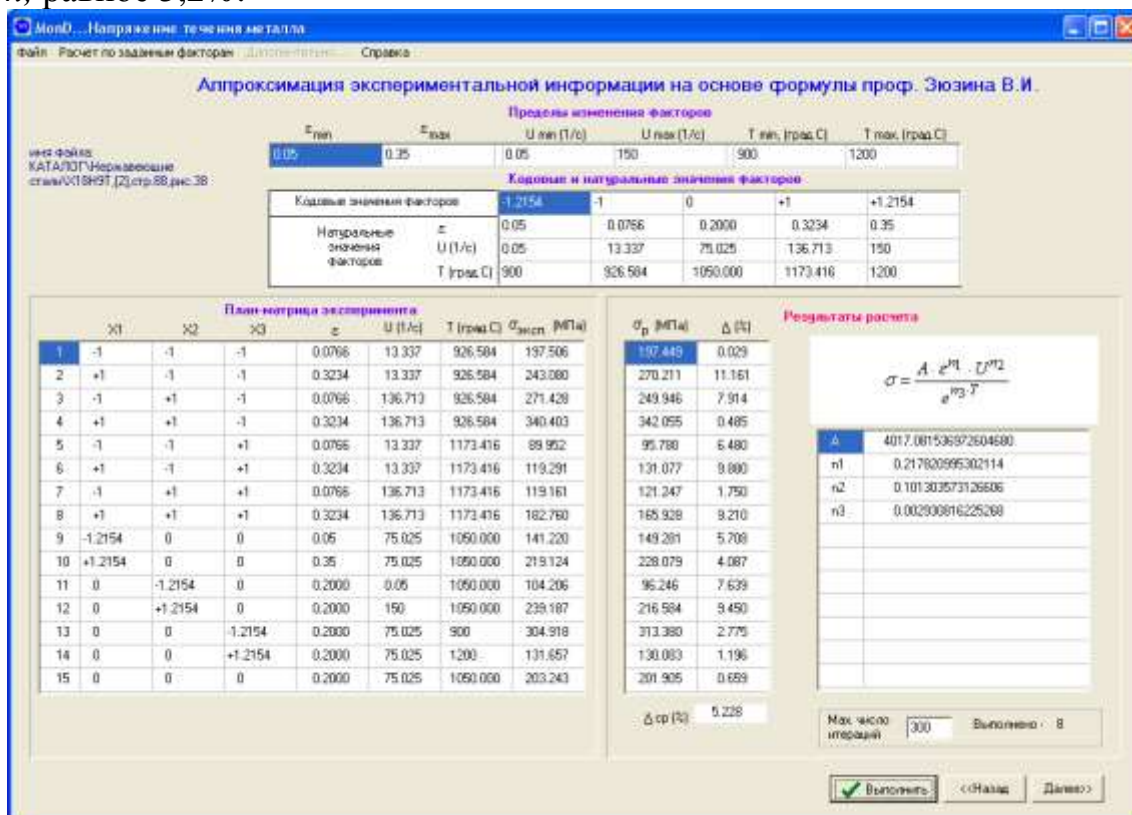 равное 5,2%.
MonD...Напряжение течения металла
Файл Расчет по заданным факторам Справка
Аппроксимация экспериментальной информации на основе формулы проф. Зюзина В.И.
Пределы изменения факторов
εmin εmax U min (1/с) U max (1/с) T min, (град.С) T max, (град.С)
0.05 0.35 0.05 150 900 1200
имя файла:
КАТАЛОГ\Нержавеющие
стали\Х18Н9Т,[2],стр.88,рис.38
Кодовые и натуральные значения факторов
Кодовые значения факторов -1.2154 -1 0 +1 +1.2154
Натуральные значения факторов
ε 0.05 0.0766 0.2000 0.3234 0.35
U (1/с) 0.05 13.337 75.025 136.713 150
T (град.С) 900 926.584 1050.000 1173.416 1200
План-матрица эксперимента
X1 X2 X3 ε U (1/с) T (град.С) σэксп. (МПа) σр (МПа) Δ (%)
1 -1 -1 -1 0.0766 13.337 926.584 197.506 197.449 0.029
2 +1 -1 -1 0.3234 13.337 926.584 243.080 270.211 11.161
3 -1 +1 -1 0.0766 136.713 926.584 271.428 249.946 7.914
4 +1 +1 -1 0.3234 136.713 926.584 340.403 342.055 0.485
5 -1 -1 +1 0.0766 13.337 1173.416 89.952 95.780 6.480
6 +1 -1 +1 0.3234 13.337 1173.416 119.291 131.077 9.880
7 -1 +1 +1 0.0766 136.713 1173.416 119.161 121.247 1.750
8 +1 +1 +1 0.3234 136.713 1173.416 182.760 165.928 9.210
9 -1.2154 0 0 0.05 75.025 1050.000 141.220 149.281 5.708
10 +1.2154 0 0 0.35 75.025 1050.000 219.124 228.079 4.087
11 0 -1.2154 0 0.2000 0.05 1050.000 104.206 96.246 7.639
12 0 +1.2154 0 0.2000 150 1050.000 239.187 216.584 9.450
13 0 0 -1.2154 0.2000 75.025 900 304.918 313.380 2.775
14 0 0 +1.2154 0.2000 75.025 1200 131.657 130.083 1.196
15 0 0 0 0.2000 75.025 1050.000 203.243 201.905 0.659
Δ ср (%) 5.228
Результаты расчета
σ = A · ε^n1 · U^n2 / e^n3·T
A 4017.081536972604680
n1 0.217820995302114
n2 0.101303573126606
n3 0.002930816225268
Мах. число итераций 300 Выполнено - 8
Выполнить <<Назад Далее>>